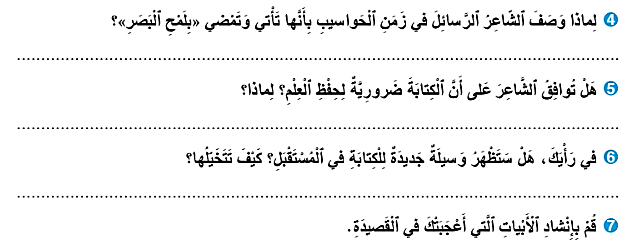 4 لِماذا وَصَفَ ٱلشّاعِرُ ٱلرَّسائِلَ في زَمَنِ ٱلْحَواسيبِ بِأَنَّها تَأْتي وَتَمْضي «بِلَمْحِ ٱلْبَصَرِ»؟
5 هَلْ تُوافِقُ ٱلشّاعِرَ عَلى أَنَّ ٱلْكِتابَةَ ضَرورِيَّةٌ لِحِفْظِ ٱلْعِلْمِ؟ لِماذا؟
6 في رَأْيِكَ، هَلْ سَتَظْهَرُ وَسيلَةٌ جَديدَةٌ لِلْكِتابَةِ في ٱلْمُسْتَقْبَلِ؟ كَيْفَ تَتَخَيَّلُها؟
7 قُمْ بِإِنْشادِ ٱلْأَبْياتِ ٱلَّتي أَعْجَبَتْكَ في ٱلْقَصيدَةِ.